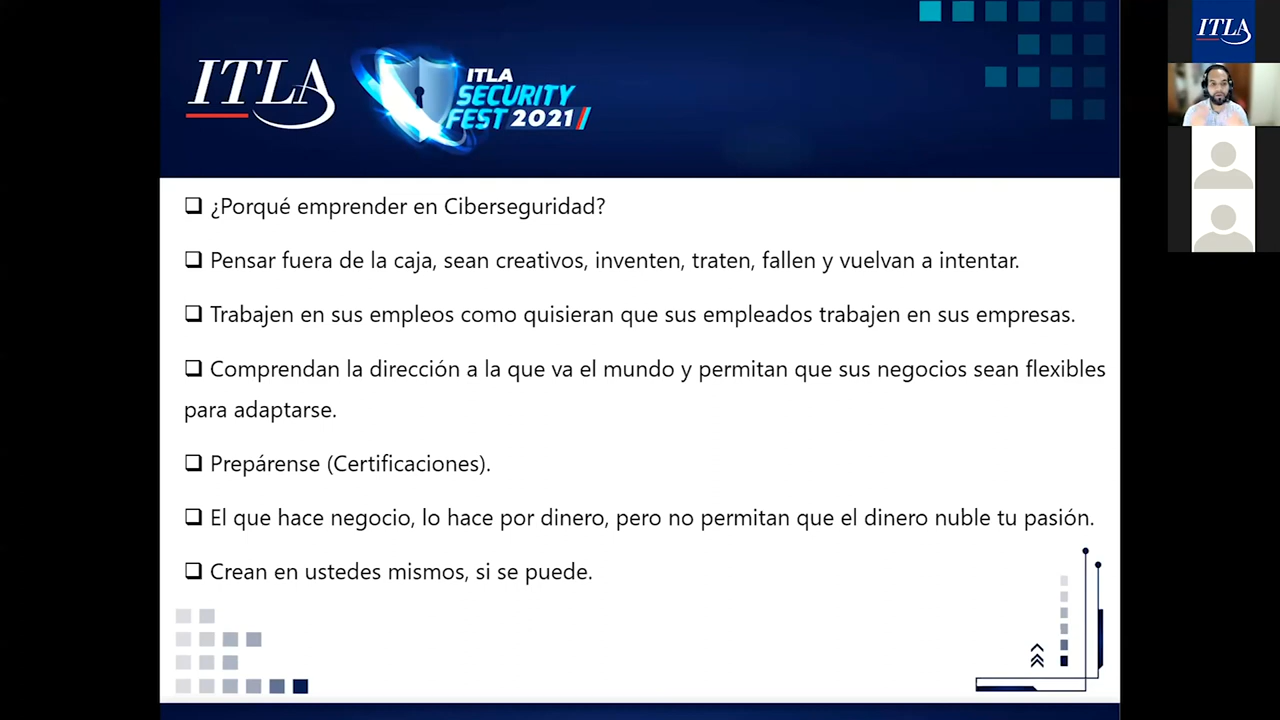 ITLA
ITLA
SECURITY
FEST 2021
ITLA
❑ ¿Porqué emprender en Ciberseguridad?
❑ Pensar fuera de la caja, sean creativos, inventen, traten, fallen y vuelvan a intentar.
❑ Trabajen en sus empleos como quisieran que sus empleados trabajen en sus empresas.
❑ Comprendan la dirección a la que va el mundo y permitan que sus negocios sean flexibles
para adaptarse.
❑ Prepárense (Certificaciones).
❑ El que hace negocio, lo hace por dinero, pero no permitan que el dinero nuble tu pasión.
❑ Crean en ustedes mismos, si se puede.